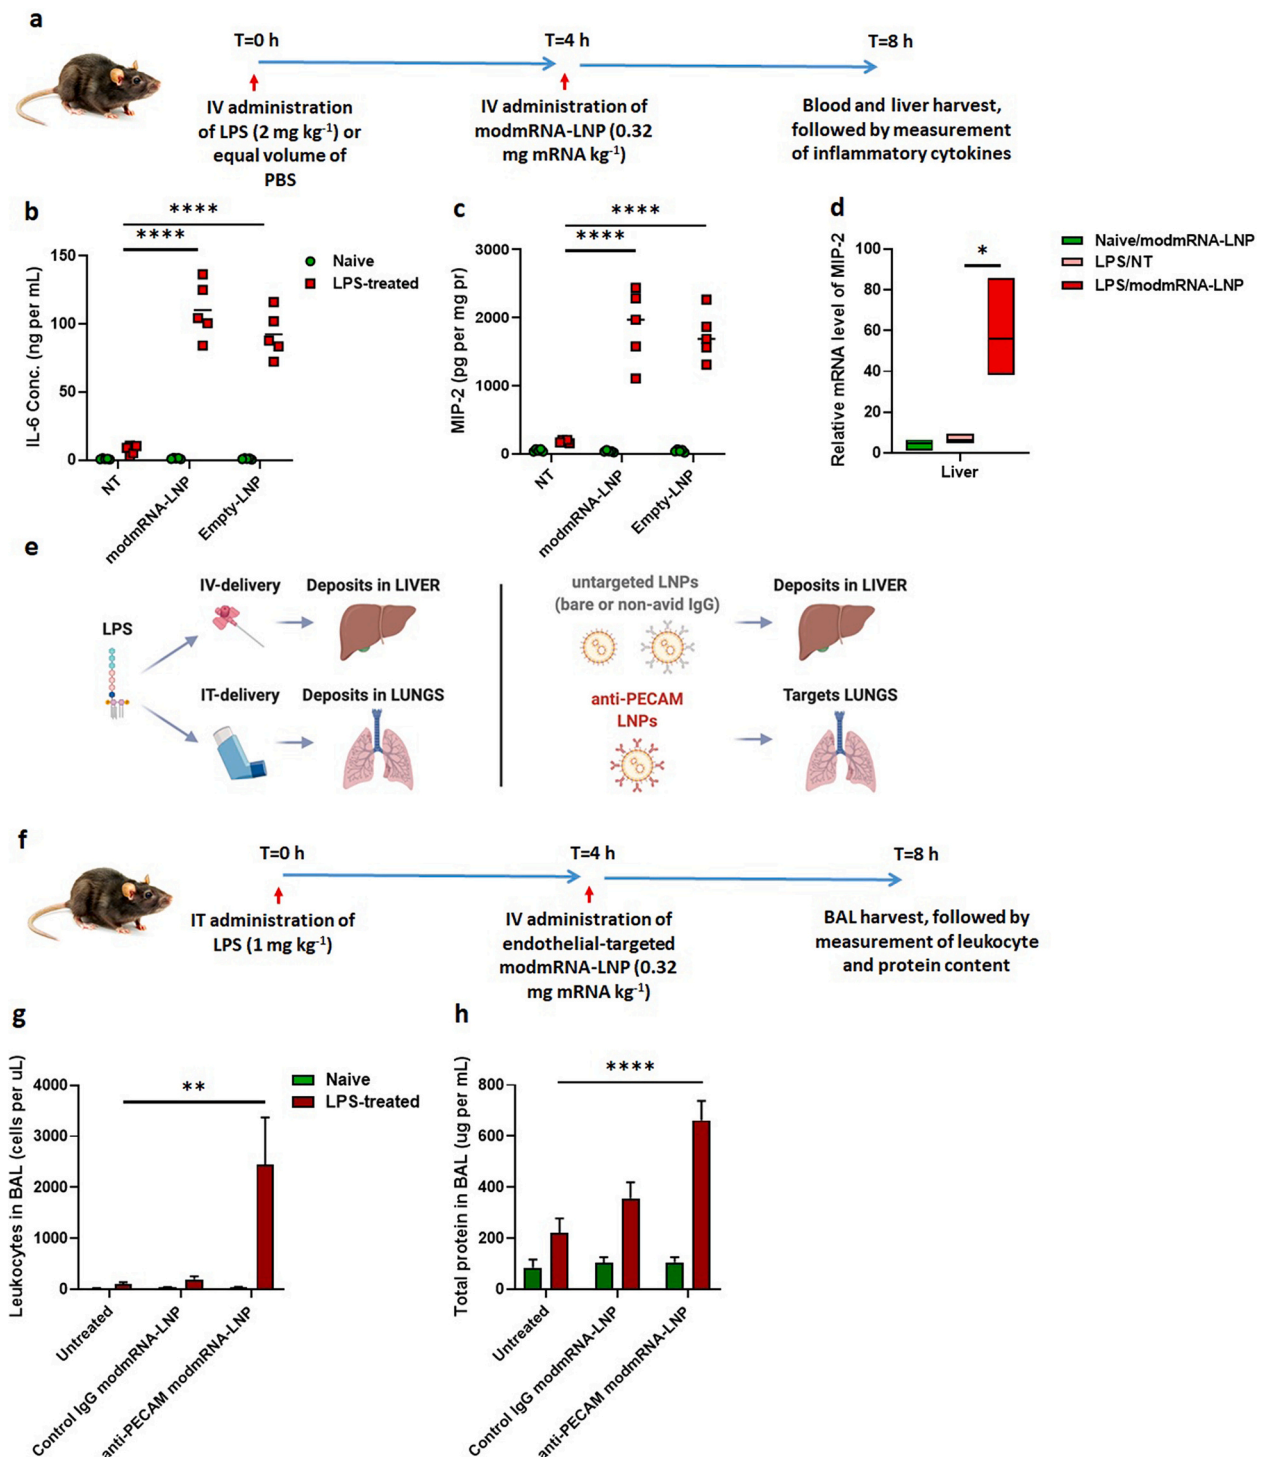 a
T=0 h
T=4 h
T=8 h
IV administration
of LPS (2 mg kg⁻¹) or
equal volume of
PBS
IV administration of
modmRNA-LNP (0.32
mg mRNA kg⁻¹)
Blood and liver harvest,
followed by measurement
of inflammatory cytokines
b
****
****
150
100
50
0
IL-6 Conc. (ng per mL)
Naive
LPS-treated
NT
modmRNA-LNP
Empty-LNP
c
****
****
3000
2000
1000
0
MIP-2 (pg per mg pr)
NT
modmRNA-LNP
Empty-LNP
d
*
100
80
60
40
20
0
Relative mRNA level of MIP-2
Liver
Naive/modmRNA-LNP
LPS/NT
LPS/modmRNA-LNP
e
LPS
IV-delivery
Deposits in LIVER
IT-delivery
Deposits in LUNGS
untargeted LNPs
(bare or non-avid IgG)
Deposits in LIVER
anti-PECAM
LNPs
Targets LUNGS
f
T=0 h
T=4 h
T=8 h
IT administration of
LPS (1 mg kg⁻¹)
IV administration of
endothelial-targeted
modmRNA-LNP (0.32
mg mRNA kg⁻¹)
BAL harvest, followed by
measurement of leukocyte
and protein content
g
**
4000
3000
2000
1000
0
Leukocytes in BAL (cells per uL)
Naive
LPS-treated
Untreated
Control IgG modmRNA-LNP
anti-PECAM modmRNA-LNP
h
****
800
600
400
200
0
Total protein in BAL (ug per mL)
Untreated
Control IgG modmRNA-LNP
anti-PECAM modmRNA-LNP